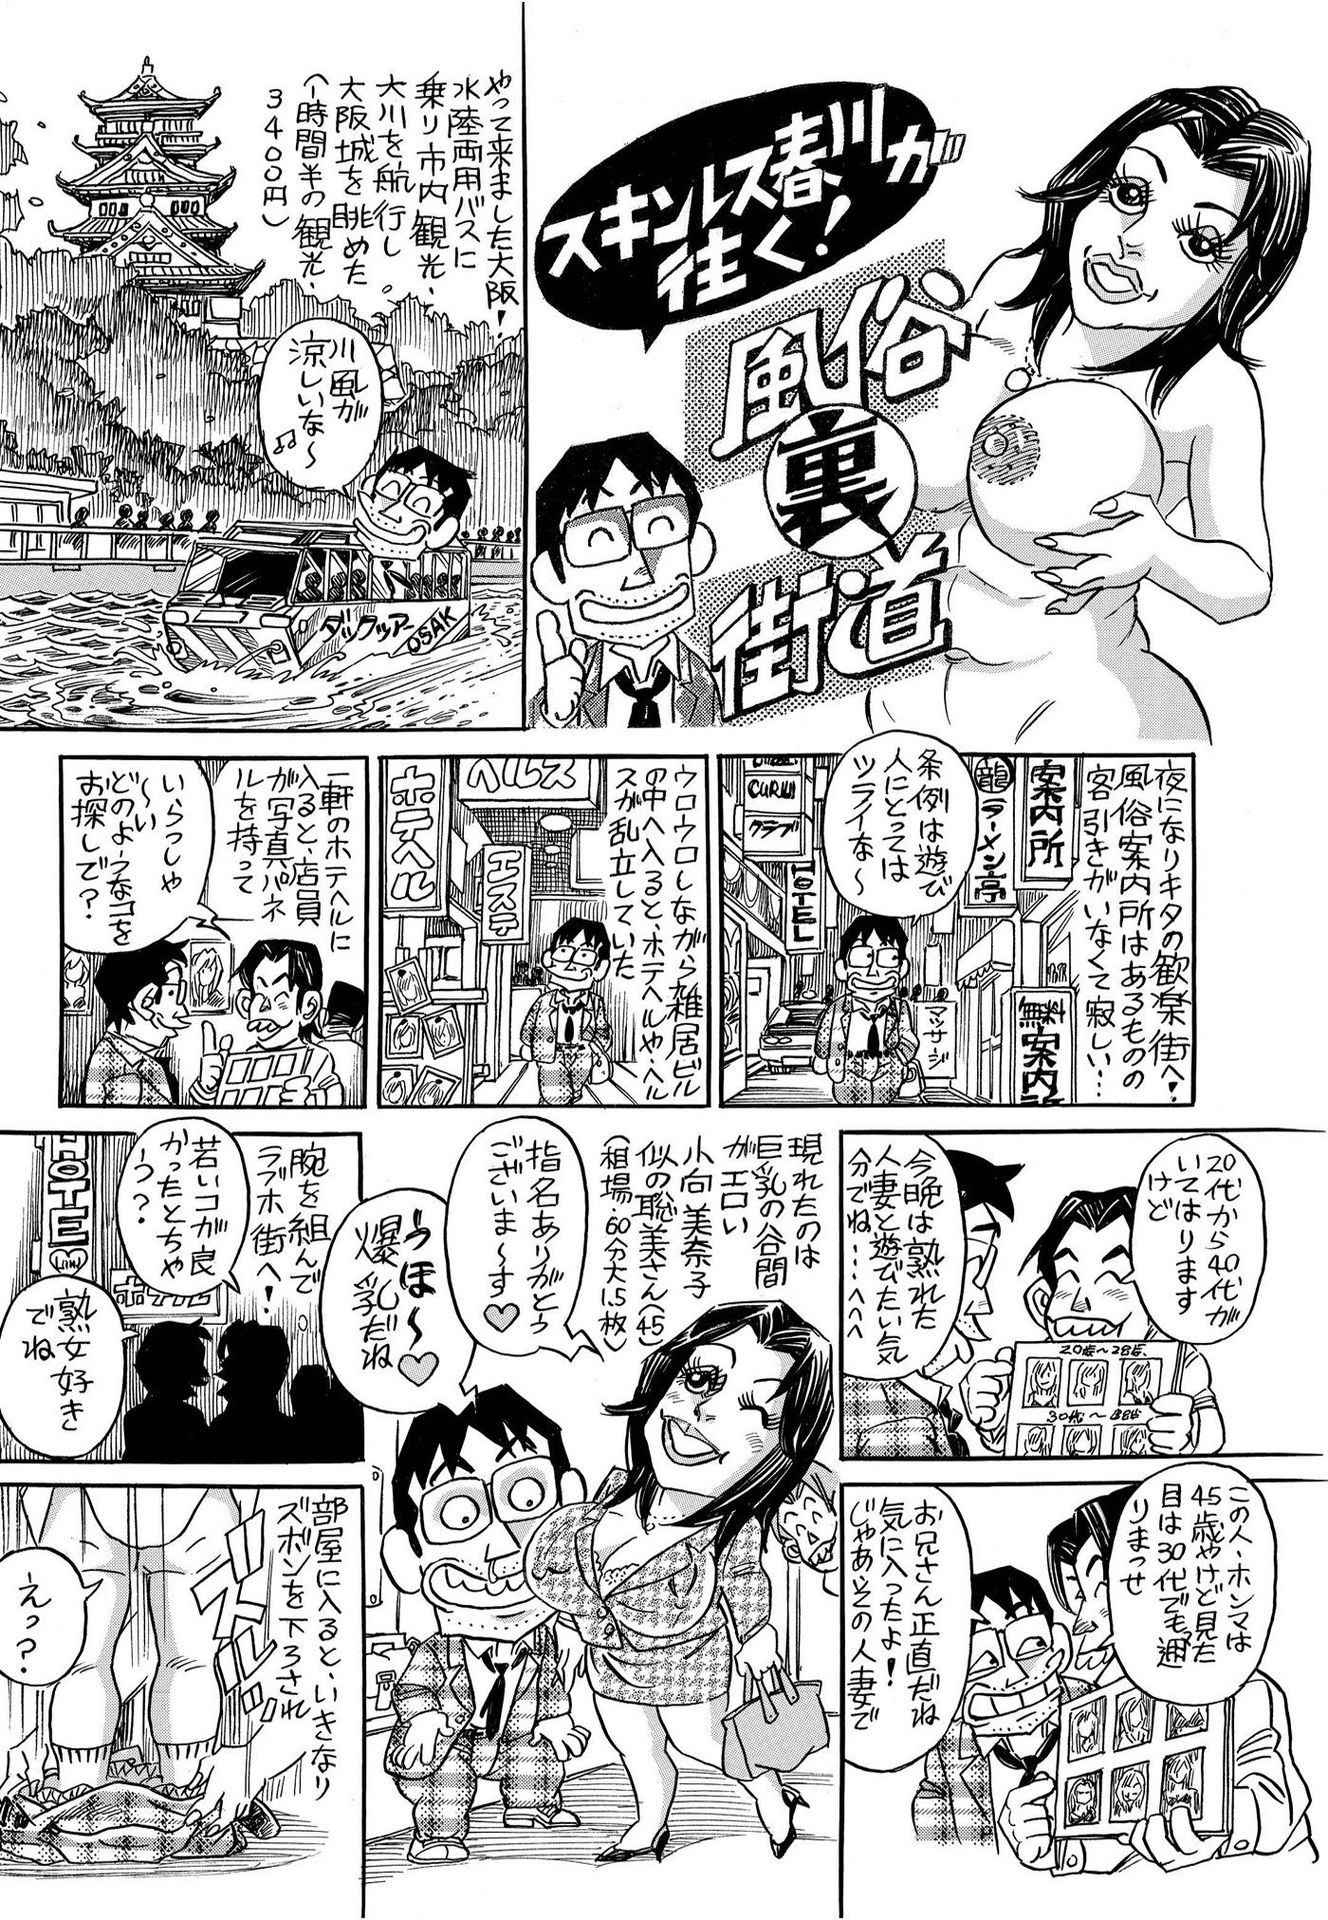 スキンレス春川が
往く!
風俗
裏
街道
やって来ました大阪!
水陸両用バスに
乗り市内観光・
大川を航行し
大阪城を眺めた
(一時間半の観光・
3400円)
川風が
涼しいな〜
♪♪
ダックツアー
OSAK
夜になりキタの歓楽街へ!
風俗案内所はあるものの
客引きがいなくて寂しい…
条例は遊び
人にとっては
ツライな〜
案内所
龍
ラーメン亭
無料案内
クラブ
HOTEL
マッサージ
ウロウロしながら雑居ビル
の中へ入ると、ホテヘルや、ヘル
スが乱立していた
ヘルス
ホテヘル
エステ
一軒のホテヘルに
入ると、店員
が写真パネ
ルを持って
いらっしゃ
〜い
どのようなコを
お探しで?
20代から40代が
いてはります
けど
今晩は熟れた
人妻と遊びたい気
分でね…へへへ
20歳〜28歳
現れたのは
巨乳の谷間
がエロい
小向美奈子
似の聡美さん(45)
(相場・60分大1.5枚)
指名ありがとぅ
ございま〜す♡
うほ〜
爆乳だね♡
腕を組んで
ラブホ街へ!
若いコが良
かったとちゃ
う?
熟女好き
でね
HOTEL
ホテル
この人、ホンマは
45歳やけど見た
目は30代でも通
りまっせ
お兄さん正直だね
気に入ったよ!
じゃあその人妻で
部屋に入るといきなり
ズボンを下ろされ
えっ?